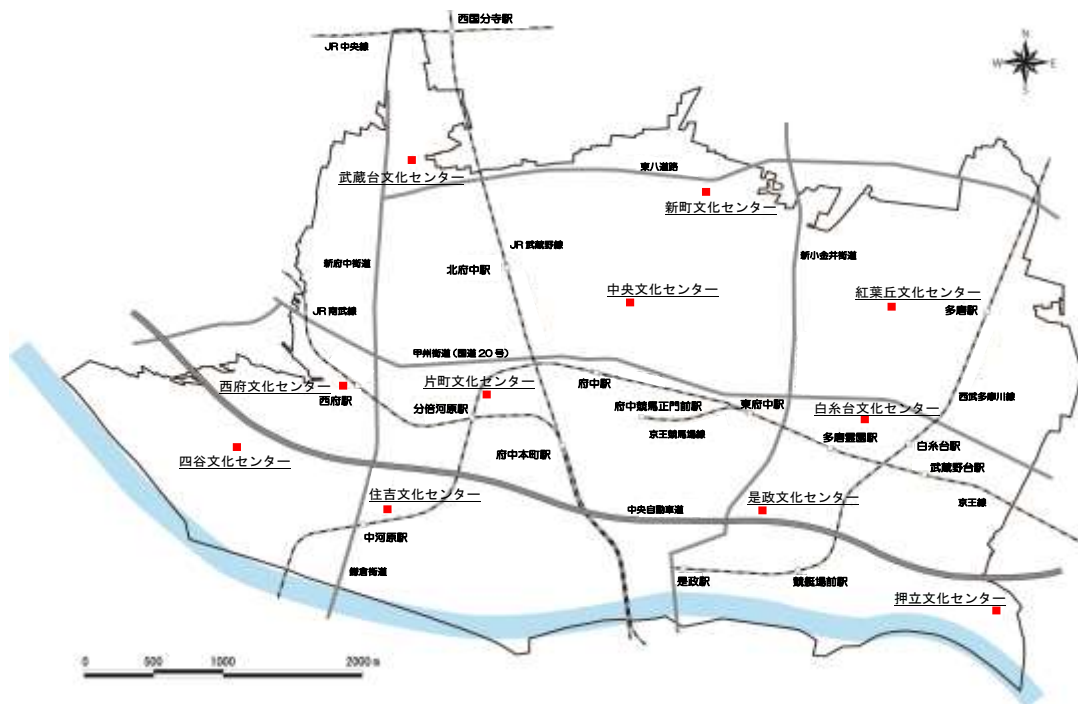 西国分寺駅
JR 中央線
N
W
E
S
東八道路
武蔵台文化センター
新町文化センター
JR 武蔵野線
新小金井街道
新府中街道
北府中駅
中央文化センター
紅葉丘文化センター
JR 南武線
多磨駅
甲州街道(国道 20 号)
府中駅
西府文化センター
片町文化センター
西府駅
西武多摩川線
分倍河原駅
府中競馬正門前駅
東府中駅
白糸台文化センター
京王競馬場線
多磨霊園駅
白糸台駅
府中本町駅
四谷文化センター
武蔵野台駅
住吉文化センター
是政文化センター
京王線
中央自動車道
中河原駅
鎌倉街道
是政駅
競艇場前駅
押立文化センター
0 500 1000 2000 m